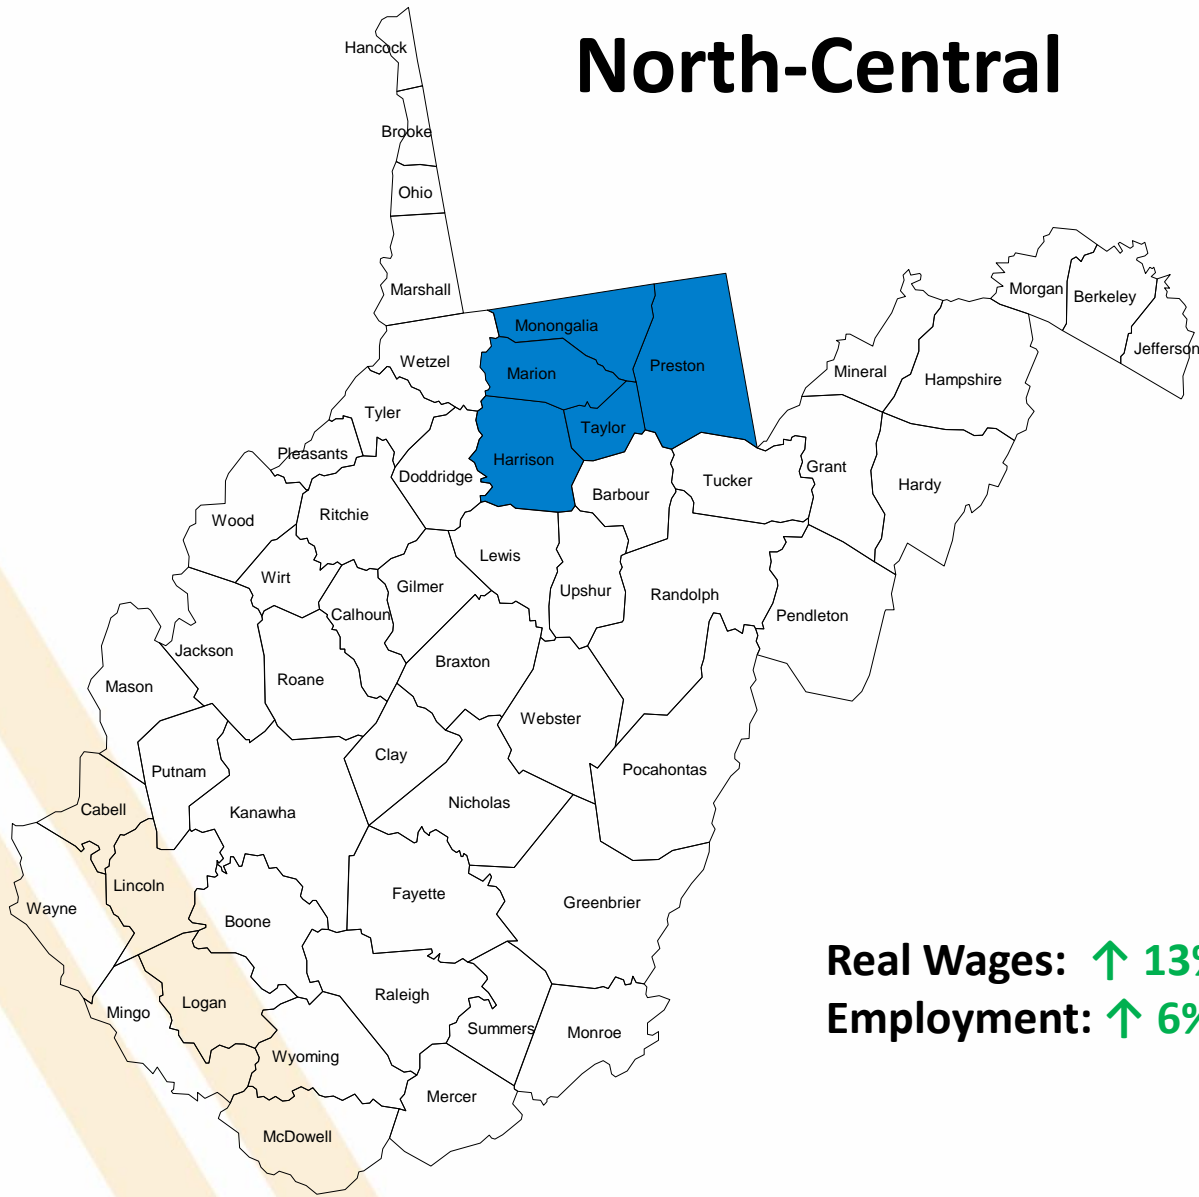 North-Central
Hancock
Brooke
Ohio
Marshall
Morgan
Berkeley
Jefferson
Monongalia
Wetzel
Marion
Preston
Mineral
Hampshire
Tyler
Taylor
Pleasants
Doddridge
Harrison
Barbour
Tucker
Grant
Hardy
Wood
Ritchie
Lewis
Wirt
Gilmer
Calhoun
Upshur
Randolph
Pendleton
Jackson
Roane
Braxton
Mason
Webster
Clay
Pocahontas
Putnam
Cabell
Kanawha
Nicholas
Lincoln
Fayette
Greenbrier
Wayne
Boone
Real Wages: ↑ 13%
Employment: ↑ 6%
Logan
Raleigh
Mingo
Summers
Monroe
Wyoming
Mercer
McDowell